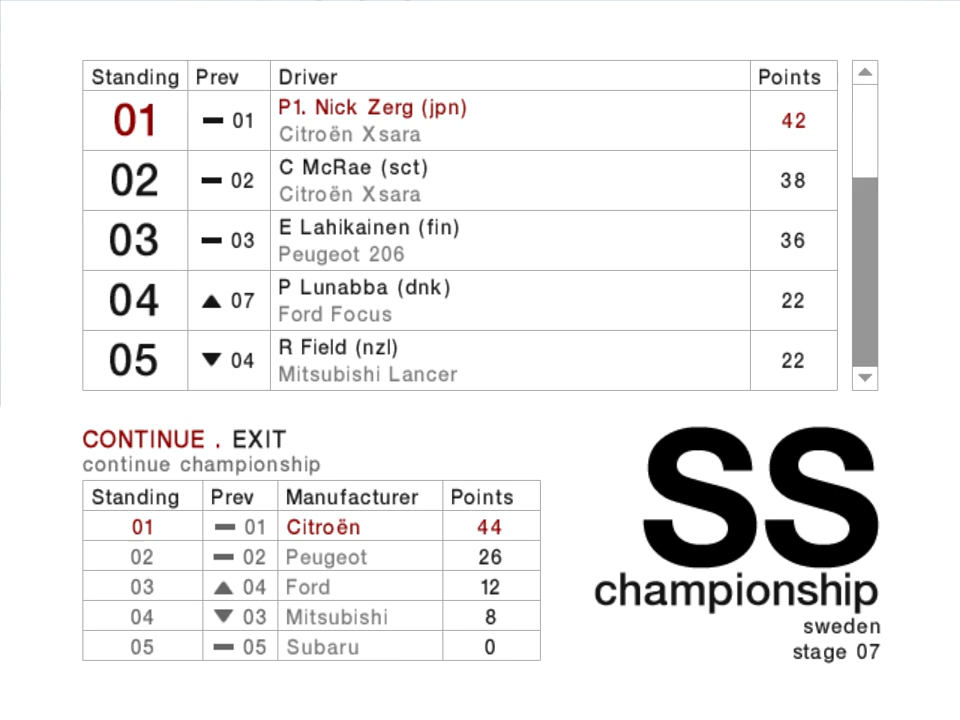 Standing Prev Driver Points
01 01 P1. Nick Zerg (jpn) 42
Citroën Xsara
02 02 C McRae (sct) 38
Citroën Xsara
03 03 E Lahikainen (fin) 36
Peugeot 206
04 07 P Lunabba (dnk) 22
Ford Focus
05 04 R Field (nzl) 22
Mitsubishi Lancer
CONTINUE . EXIT
continue championship
Standing Prev Manufacturer Points
01 01 Citroën 44
02 02 Peugeot 26
03 04 Ford 12
04 03 Mitsubishi 8
05 05 Subaru 0
SS
championship
sweden
stage 07